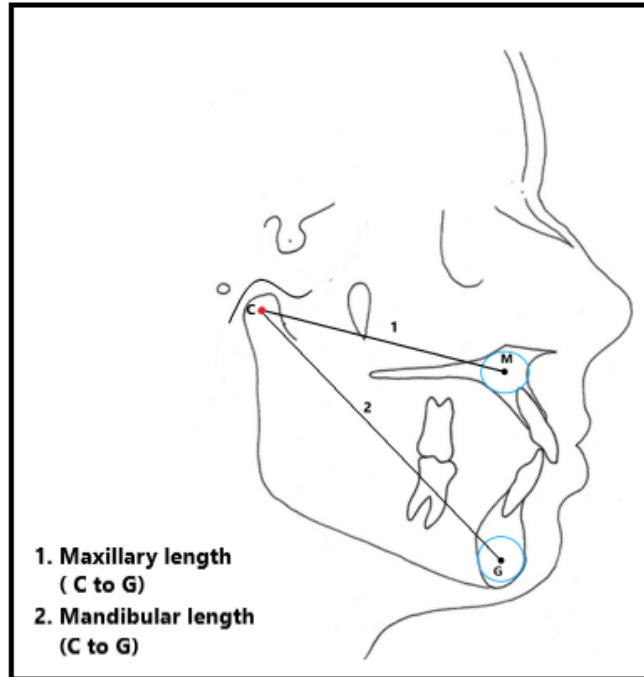 C
1
M
2
G
1. Maxillary length
( C to G)
2. Mandibular length
(C to G)